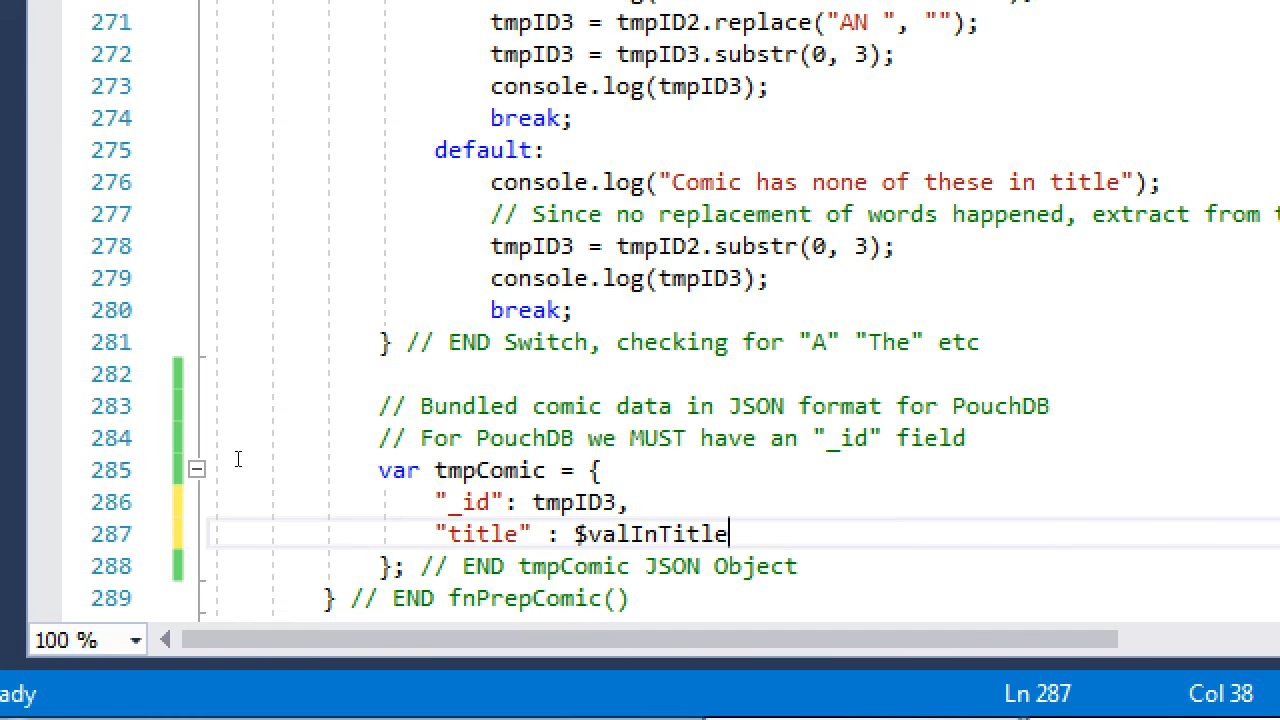 271 tmpID3 = tmpID2.replace("AN ", "");
272 tmpID3 = tmpID3.substr(0, 3);
273 console.log(tmpID3);
274 break;
275 default:
276 console.log("Comic has none of these in title");
277 // Since no replacement of words happened, extract from
278 tmpID3 = tmpID2.substr(0, 3);
279 console.log(tmpID3);
280 break;
281 } // END Switch, checking for "A" "The" etc
282
283 // Bundled comic data in JSON format for PouchDB
284 // For PouchDB we MUST have an "_id" field
285 var tmpComic = {
286 "_id": tmpID3,
287 "title" : $valInTitle
288 }; // END tmpComic JSON Object
289 } // END fnPrepComic()
100 %
ady Ln 287 Col 38